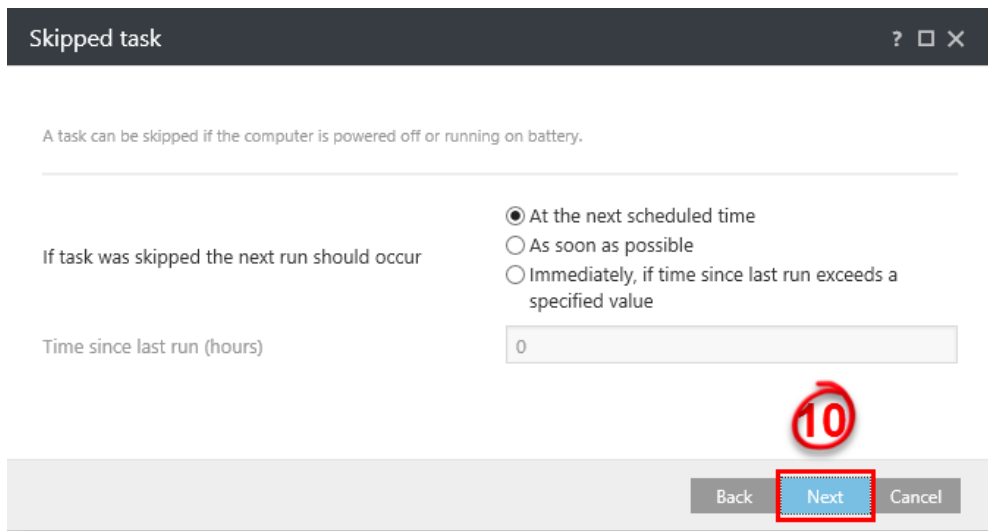 Skipped task ?
A task can be skipped if the computer is powered off or running on battery.
At the next scheduled time
If task was skipped the next run should occur
As soon as possible
Immediately, if time since last run exceeds a
specified value
Time since last run (hours)
0
10
Back Next Cancel